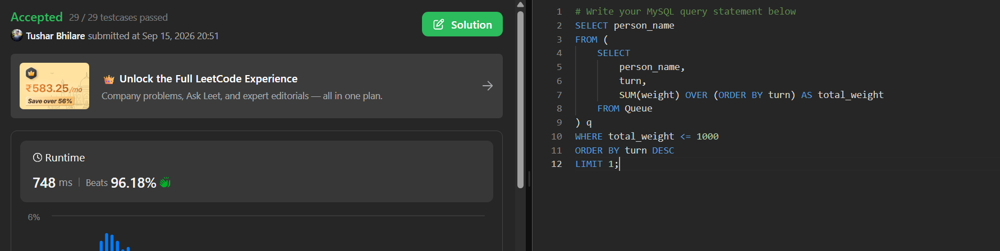 Accepted 29 / 29 testcases passed
Solution
Tushar Bhilare submitted at Sep 15, 2026 20:51
₹583.25/mo
Save over 56%
Unlock the Full LeetCode Experience
Company problems, Ask Leet, and expert editorials — all in one plan.
Runtime
748 ms | Beats 96.18%
6%
1 # Write your MySQL query statement below
2 SELECT person_name
3 FROM (
4     SELECT
5         person_name,
6         turn,
7         SUM(weight) OVER (ORDER BY turn) AS total_weight
8     FROM Queue
9 ) q
10 WHERE total_weight <= 1000
11 ORDER BY turn DESC
12 LIMIT 1;